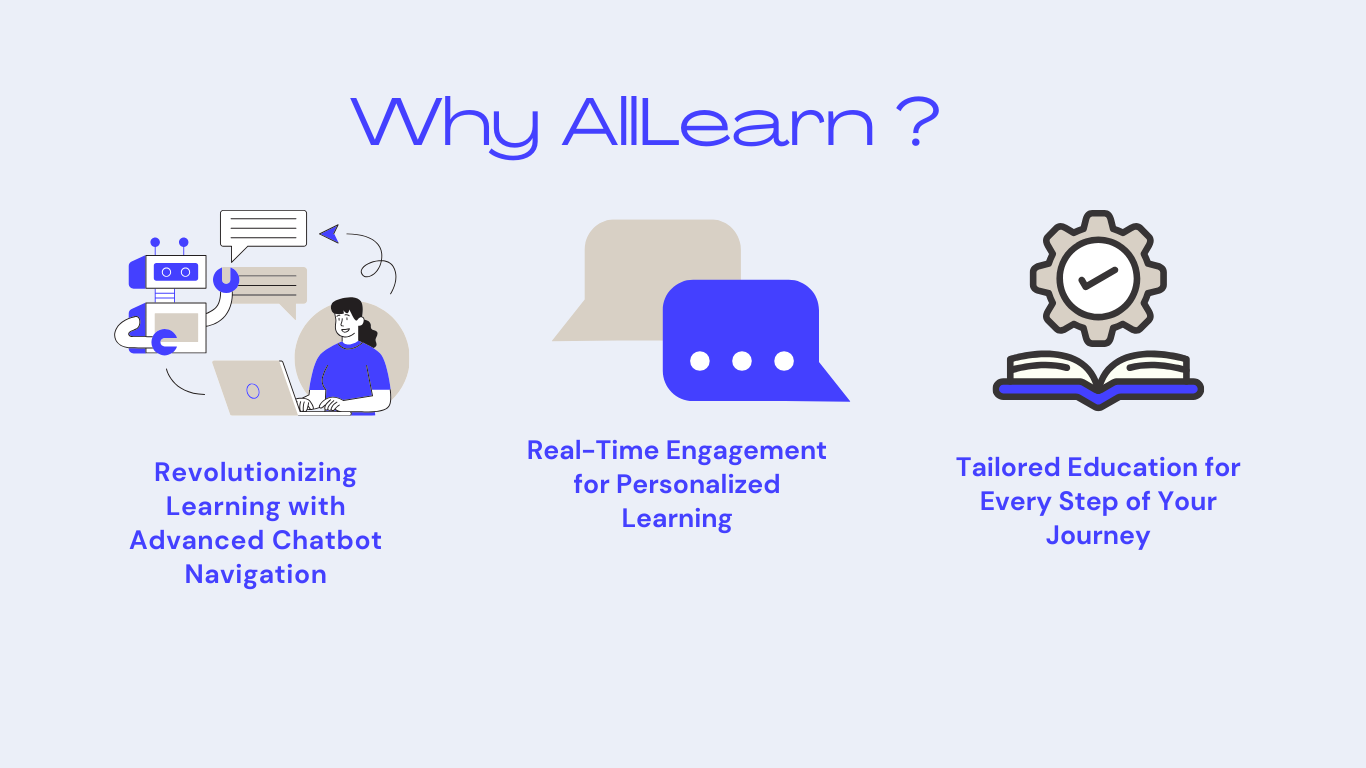 Why AllLearn ?
Revolutionizing
Learning with
Advanced Chatbot
Navigation
Real-Time Engagement
for Personalized
Learning
Tailored Education for
Every Step of Your
Journey